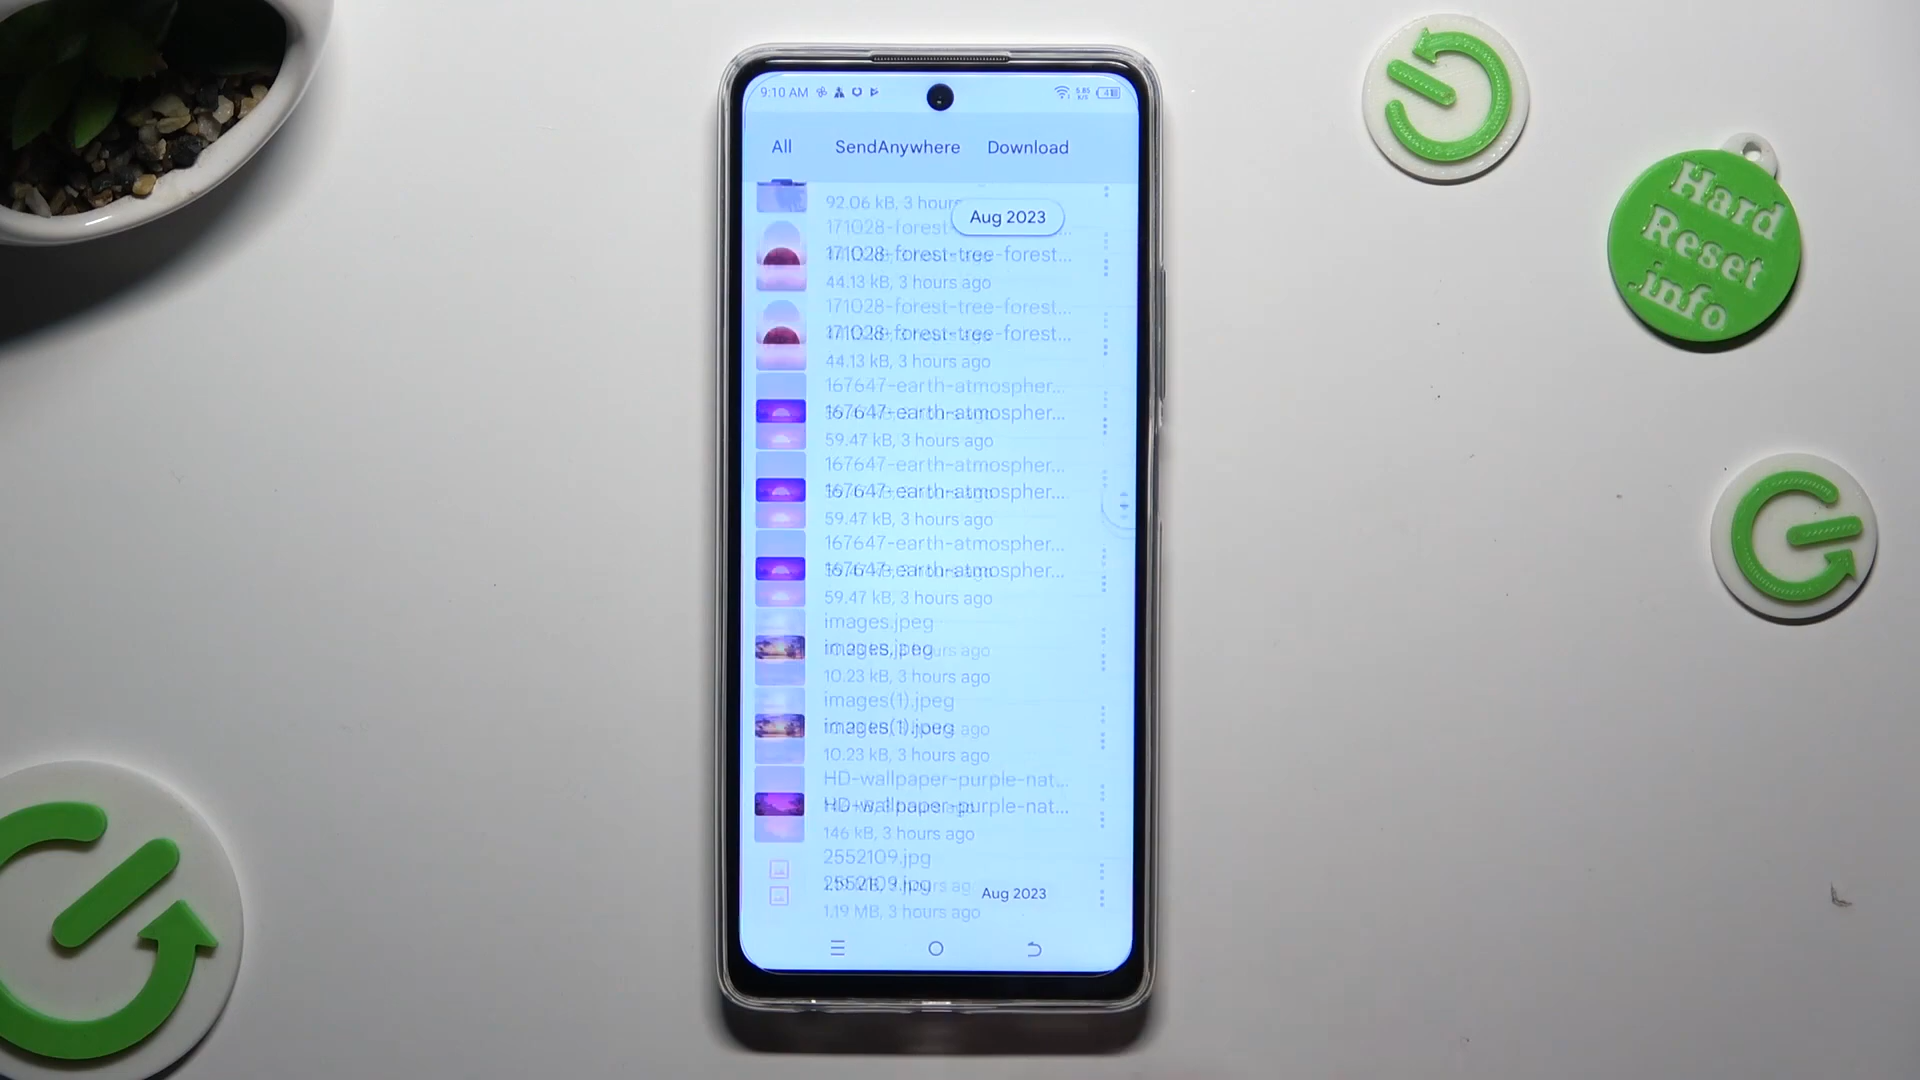 9:10 AM
5.85
K/S
All SendAnywhere Download
92.06 kB, 3 hours
Aug 2023
171028-forest-
171028-forest-tree-forest...
44.13 kB, 3 hours ago
171028-forest-tree-forest...
171028-forest-tree-forest...
44.13 kB, 3 hours ago
167647-earth-atmospher...
167647-earth-atmospher...
59.47 kB, 3 hours ago
167647-earth-atmospher...
167647-earth-atmospher...
59.47 kB, 3 hours ago
167647-earth-atmospher...
167647-earth-atmospher...
59.47 kB, 3 hours ago
images.jpeg
images.jpeg
10.23 kB, 3 hours ago
images(1).jpeg
images(1).jpeg
10.23 kB, 3 hours ago
HD-wallpaper-purple-nat...
HD-wallpaper-purple-nat...
146 kB, 3 hours ago
2552109.jpg
2552109.jpg
Aug 2023
1.19 MB, 3 hours ago
Hard
Reset
info